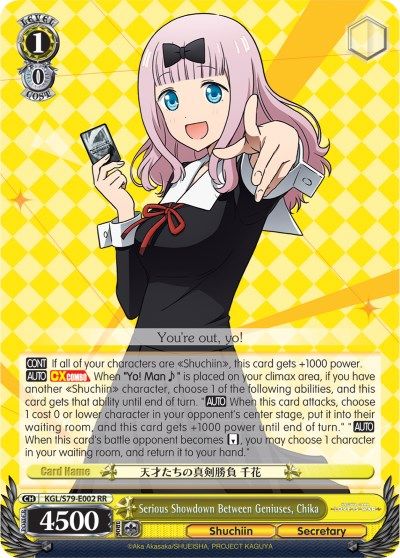 LEVEL
1
0
COST
You're out, yo!
CONT If all of your characters are «Shuchiin», this card gets +1000 power.
AUTO CX COMBO When "Yo! Man♪" is placed on your climax area, if you have
another «Shuchiin» character, choose 1 of the following abilities, and this
card gets that ability until end of turn. "AUTO When this card attacks, choose
1 cost 0 or lower character in your opponent's center stage, put it into their
waiting room, and this card gets +6000 power until end of turn." "
AUTO When this card's battle opponent becomes, you may choose 1 character
in your waiting room, and return it to your hand."
Card Name 天才たちの真剣勝負 千花
CH KGL/S79-E002 RR Serious Showdown Between Geniuses, Chika
POWER 4500 SOUL Shuchiin Secretary
©Aka Akasaka/SHUEISHA, PROJECT KAGUYA